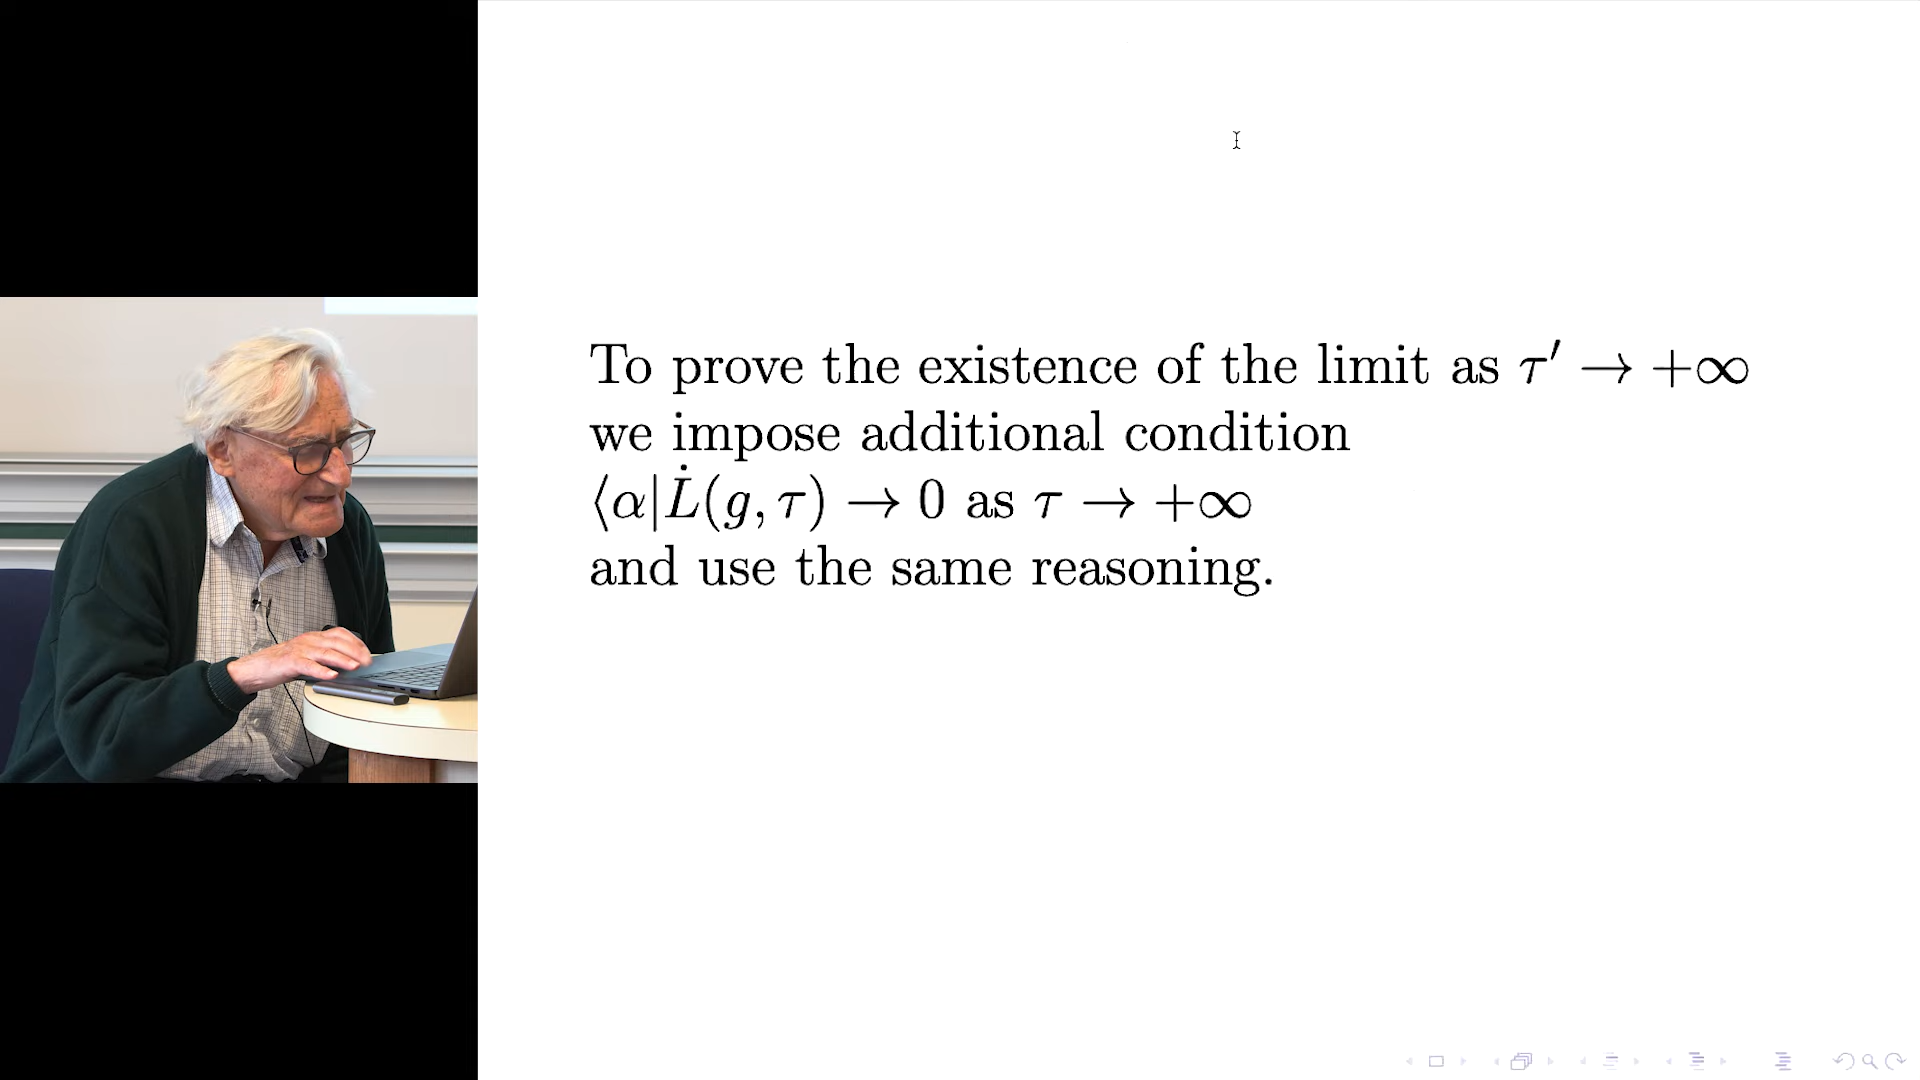 To prove the existence of the limit as τ′ → +∞
we impose additional condition
⟨α|L̇(g, τ) → 0 as τ → +∞
and use the same reasoning.